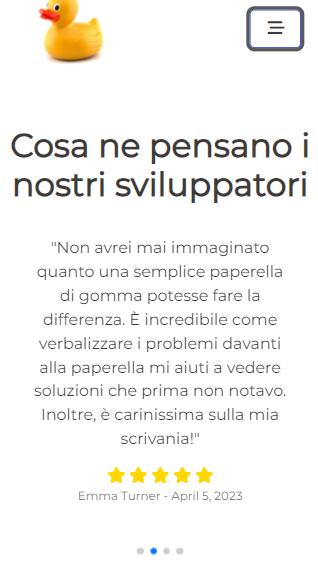 Cosa ne pensano i
nostri sviluppatori
"Non avrei mai immaginato
quanto una semplice paperella
di gomma potesse fare la
differenza. È incredibile come
verbalizzare i problemi davanti
alla paperella mi aiuti a vedere
soluzioni che prima non notavo.
Inoltre, è carinissima sulla mia
scrivania!"
Emma Turner - April 5, 2023